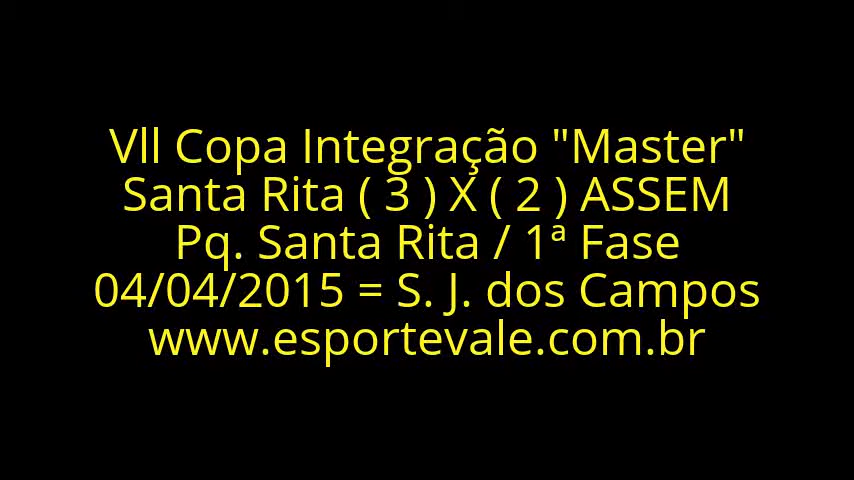 Vll Copa Integração "Master"
Santa Rita ( 3 ) X ( 2 ) ASSEM
Pq. Santa Rita / 1ª Fase
04/04/2015 = S. J. dos Campos
www.esportevale.com.br